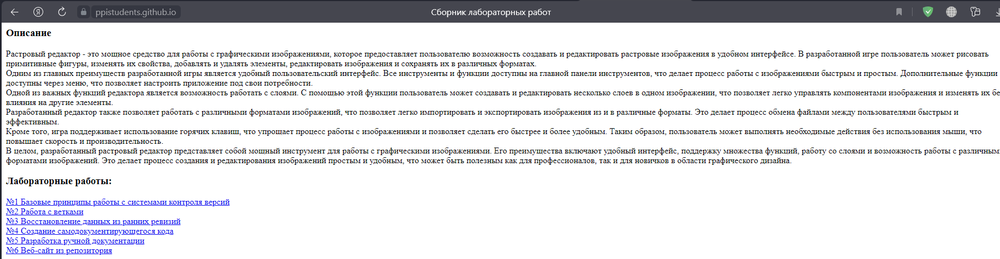 ppistudents.github.io
Сборник лабораторных работ
Описание
Растровый редактор - это мощное средство для работы с графическими изображениями, которое предоставляет пользователю возможность создавать и редактировать растровые изображения в удобном интерфейсе. В разработанной игре пользователь может рисовать
примитивные фигуры, изменять их свойства, добавлять и удалять элементы, редактировать изображения и сохранять их в различных форматах.
Одним из главных преимуществ разработанной игры является удобный пользовательский интерфейс. Все инструменты и функции доступны на главной панели инструментов, что делает процесс работы с изображениями быстрым и простым. Дополнительные функции
доступны через меню, что позволяет настроить приложение под свои потребности.
Одной из важных функций редактора является возможность работать с слоями. С помощью этой функции пользователь может создавать и редактировать несколько слоев в одном изображении, что позволяет легко управлять компонентами изображения и изменять их
влияния на другие элементы.
Разработанный редактор также позволяет работать с различными форматами изображений, что позволяет легко импортировать и экспортировать изображения из и в различные форматы. Это делает процесс обмена файлами между пользователями быстрым и
эффективным.
Кроме того, игра поддерживает использование горячих клавиш, что упрощает процесс работы с изображениями и позволяет сделать его быстрее и более удобным. Таким образом, пользователь может выполнять необходимые действия без использования мыши, что
повышает скорость и производительность.
В целом, разработанный растровый редактор представляет собой мощный инструмент для работы с графическими изображениями. Его преимущества включают удобный интерфейс, поддержку множества функций, работу со слоями и возможность работы с
форматами изображений. Это делает процесс создания и редактирования изображений простым и удобным, что может быть полезным как для профессионалов, так и для новичков в области графического дизайна.
Лабораторные работы:
№1 Базовые принципы работы с системами контроля версий
№2 Работа с ветками
№3 Восстановление данных из ранних ревизий
№4 Создание самодокументирующегося кода
№5 Разработка ручной документации
№6 Веб-сайт из репозитория